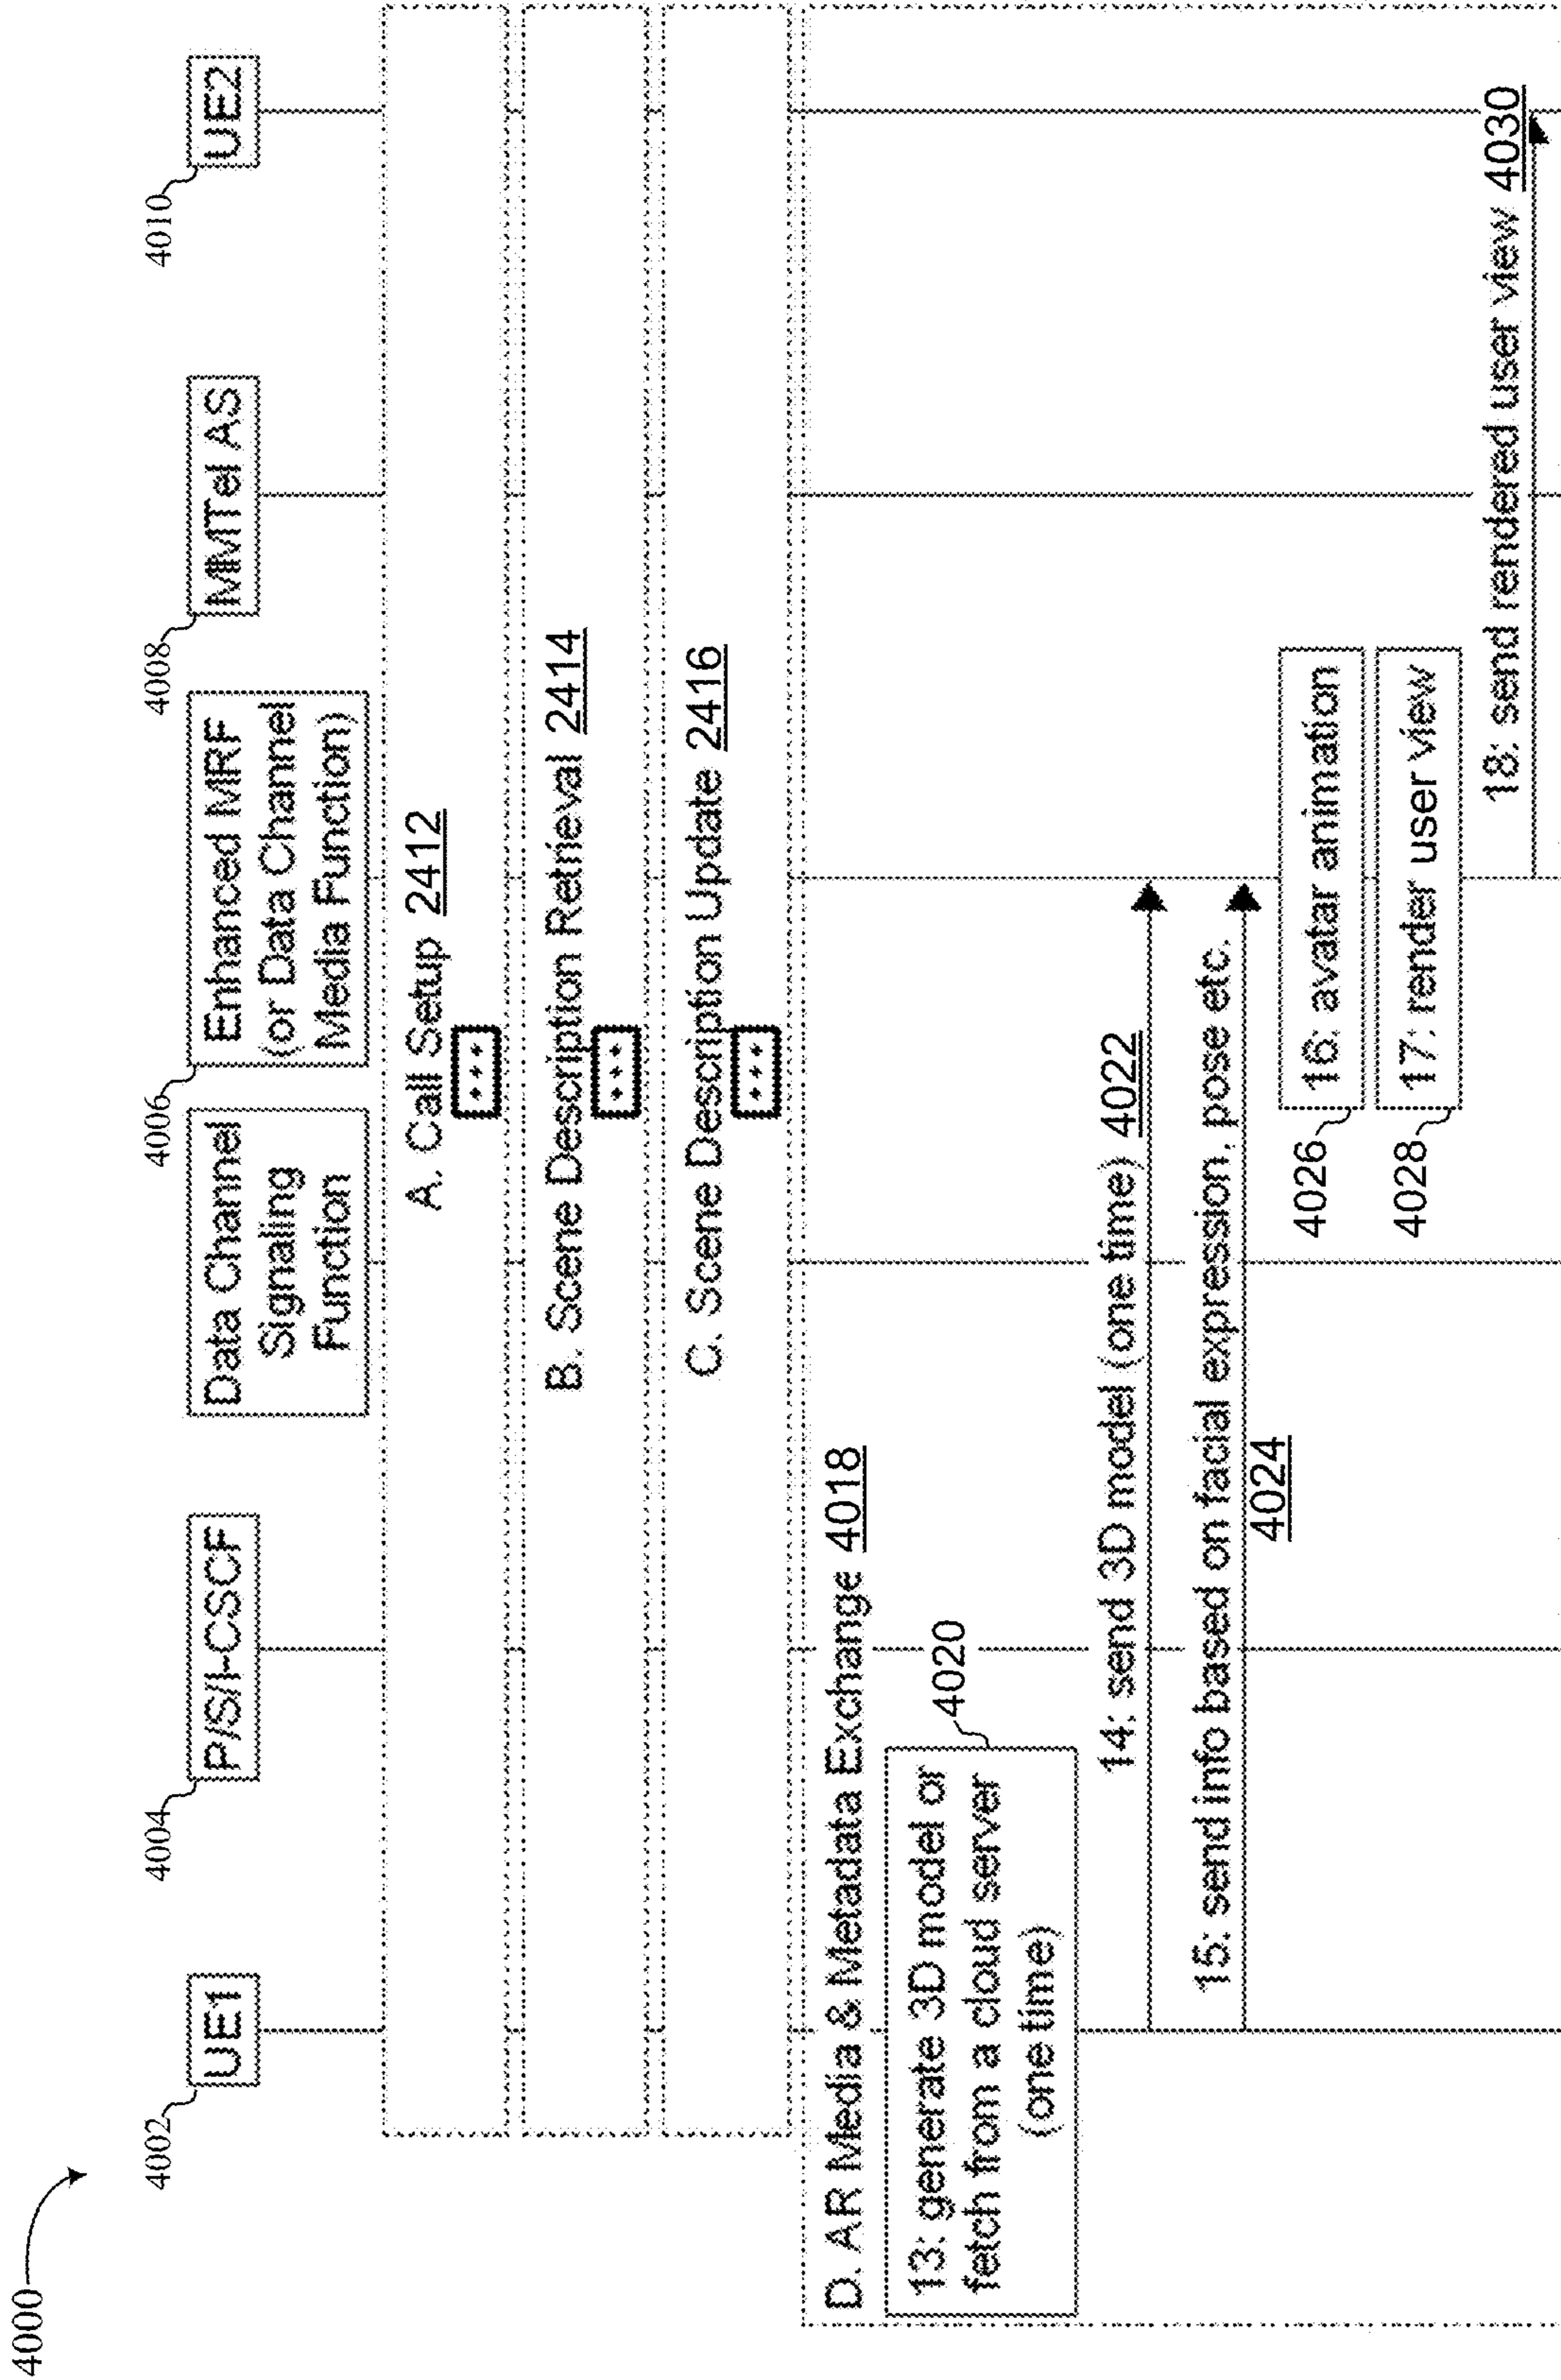 4000
4002
UE1
4004
P/S/I-CSCF
Data Channel
Signaling
Function
4006
Enhanced MRF
(or Data Channel
Media Function)
4008
MMTel AS
4010
UE2
A. Call Setup 2412
...
B. Scene Description Retrieval 2414
...
C. Scene Description Update 2416
...
D. AR Media & Metadata Exchange 4018
13: generate 3D model or
fetch from a cloud server
(one time)
4020
14: send 3D model (one time) 4022
15: send info based on facial expression, pose etc.
4024
4026
16: avatar animation
4028
17: render user view
18: send rendered user view 4030